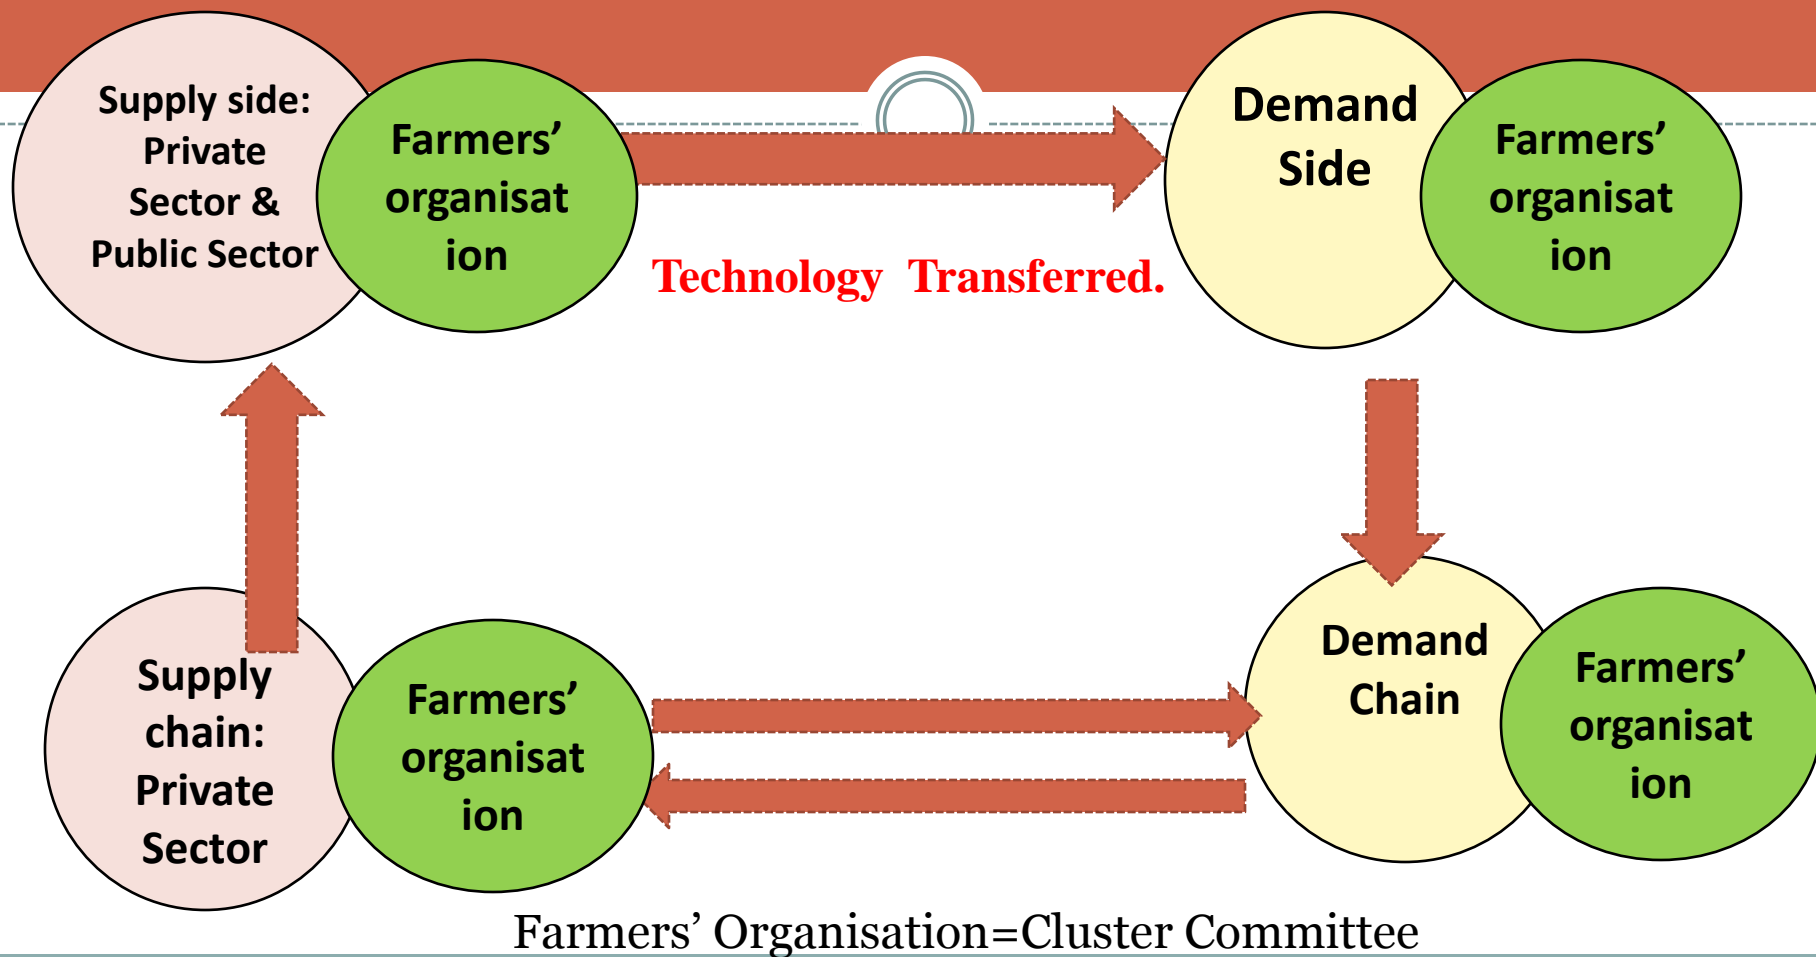 Supply side:
Private
Sector &
Public Sector
Farmers’
organisat
ion
Technology Transferred.
Demand
Side
Farmers’
organisat
ion
Supply
chain:
Private
Sector
Farmers’
organisat
ion
Demand
Chain
Farmers’
organisat
ion
Farmers’ Organisation=Cluster Committee